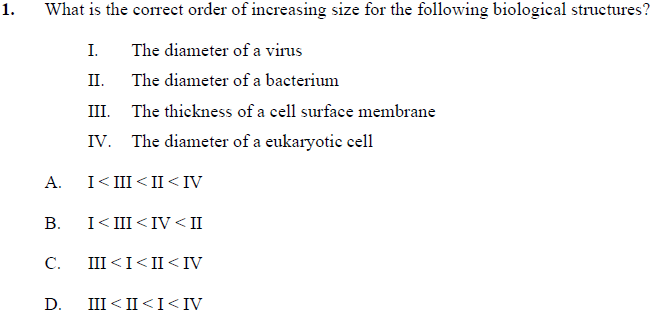 1. What is the correct order of increasing size for the following biological structures?
I. The diameter of a virus
II. The diameter of a bacterium
III. The thickness of a cell surface membrane
IV. The diameter of a eukaryotic cell
A. I < III < II < IV
B. I < III < IV < II
C. III < I < II < IV
D. III < II < I < IV